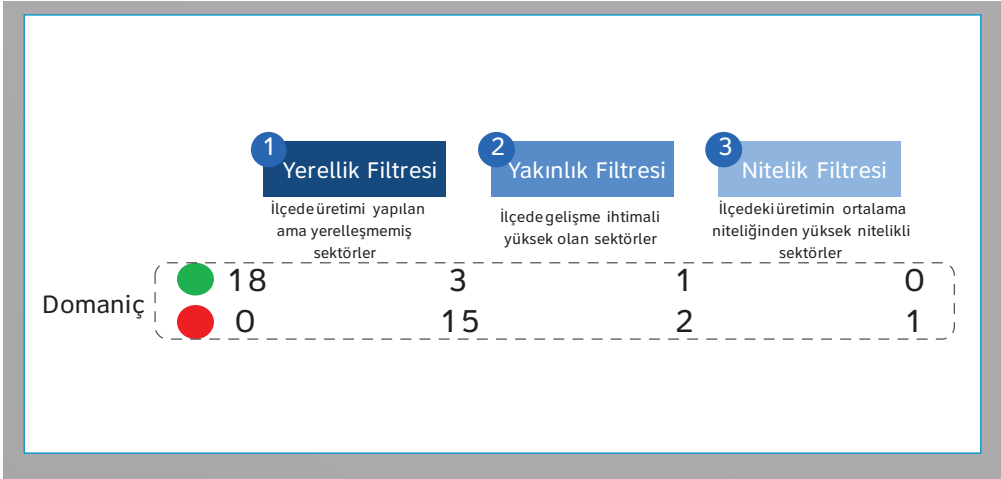 1
Yerellik Filtresi
İlçede üretimi yapılan
ama yerelleşmemiş
sektörler
2
Yakınlık Filtresi
İlçede gelişme ihtimali
yüksek olan sektörler
3
Nitelik Filtresi
İlçedeki üretimin ortalama
niteliğinden yüksek nitelikli
sektörler
Domaniç
18 3 1 0
0 15 2 1